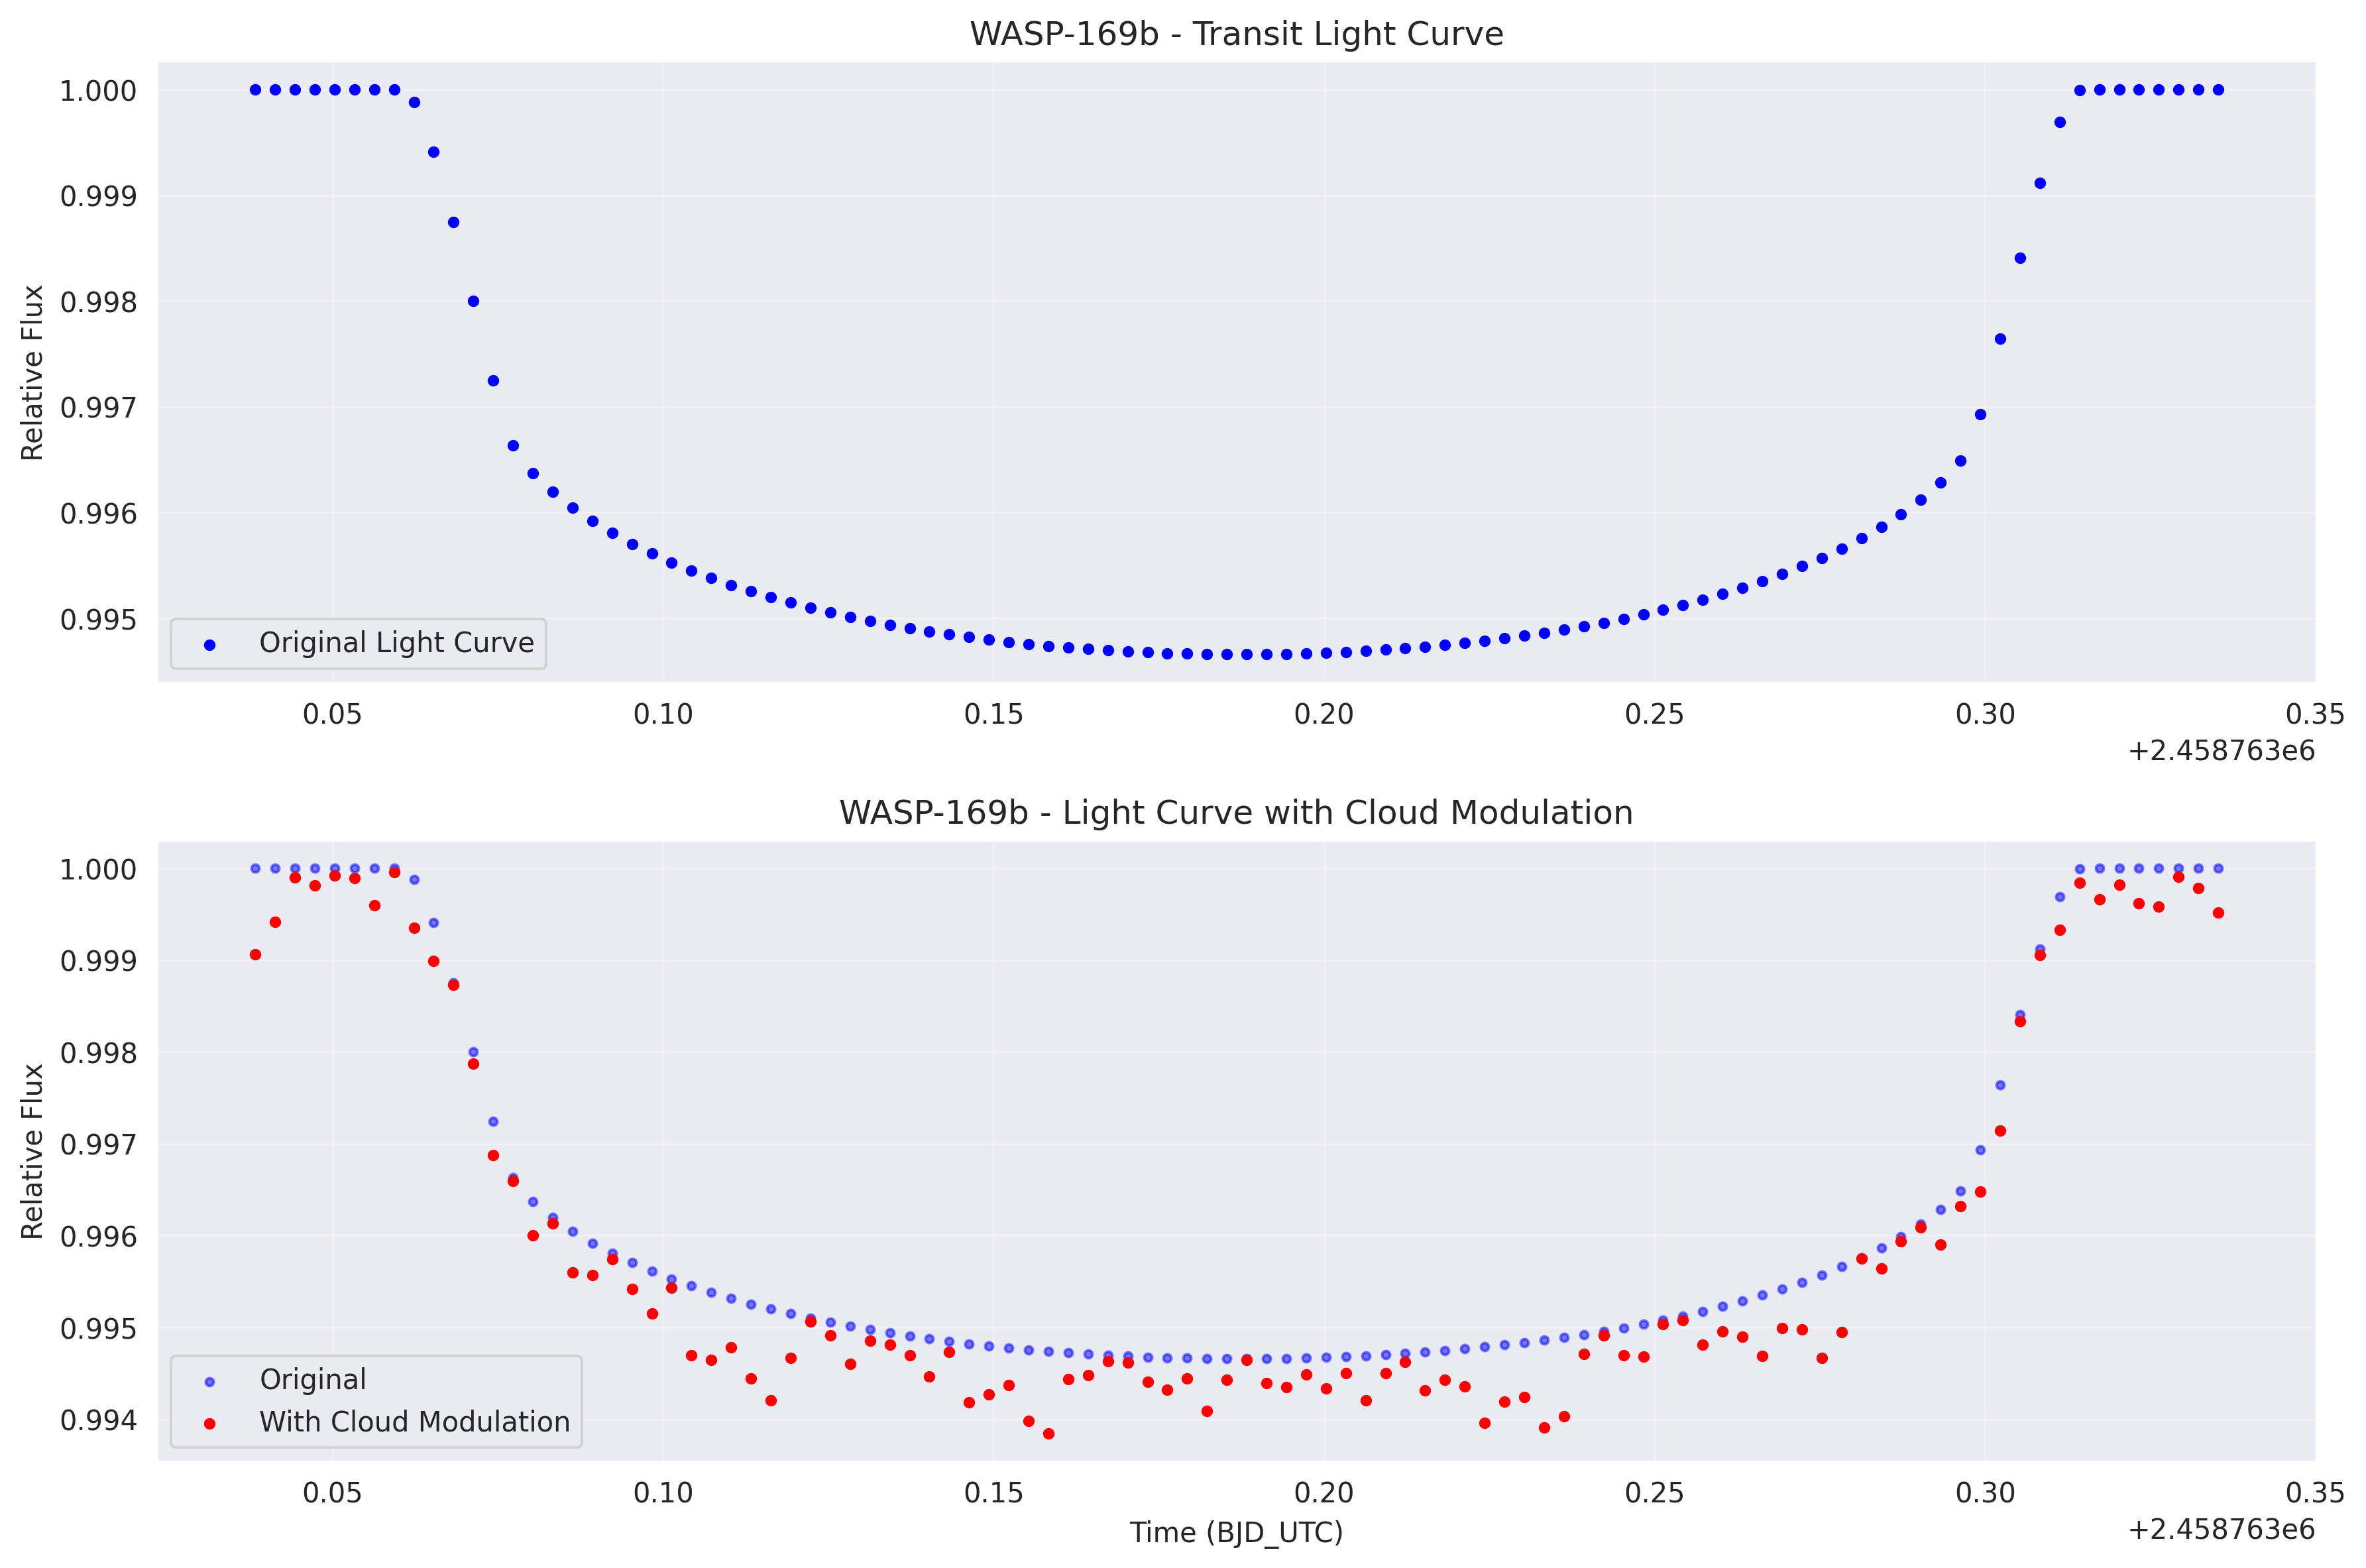 WASP-169b - Transit Light Curve
Relative Flux
1.000
0.999
0.998
0.997
0.996
0.995
Original Light Curve
0.05 0.10 0.15 0.20 0.25 0.30 0.35
+2.458763e6
WASP-169b - Light Curve with Cloud Modulation
Relative Flux
1.000
0.999
0.998
0.997
0.996
0.995
0.994
Original
With Cloud Modulation
0.05 0.10 0.15 0.20 0.25 0.30 0.35
Time (BJD_UTC)
+2.458763e6